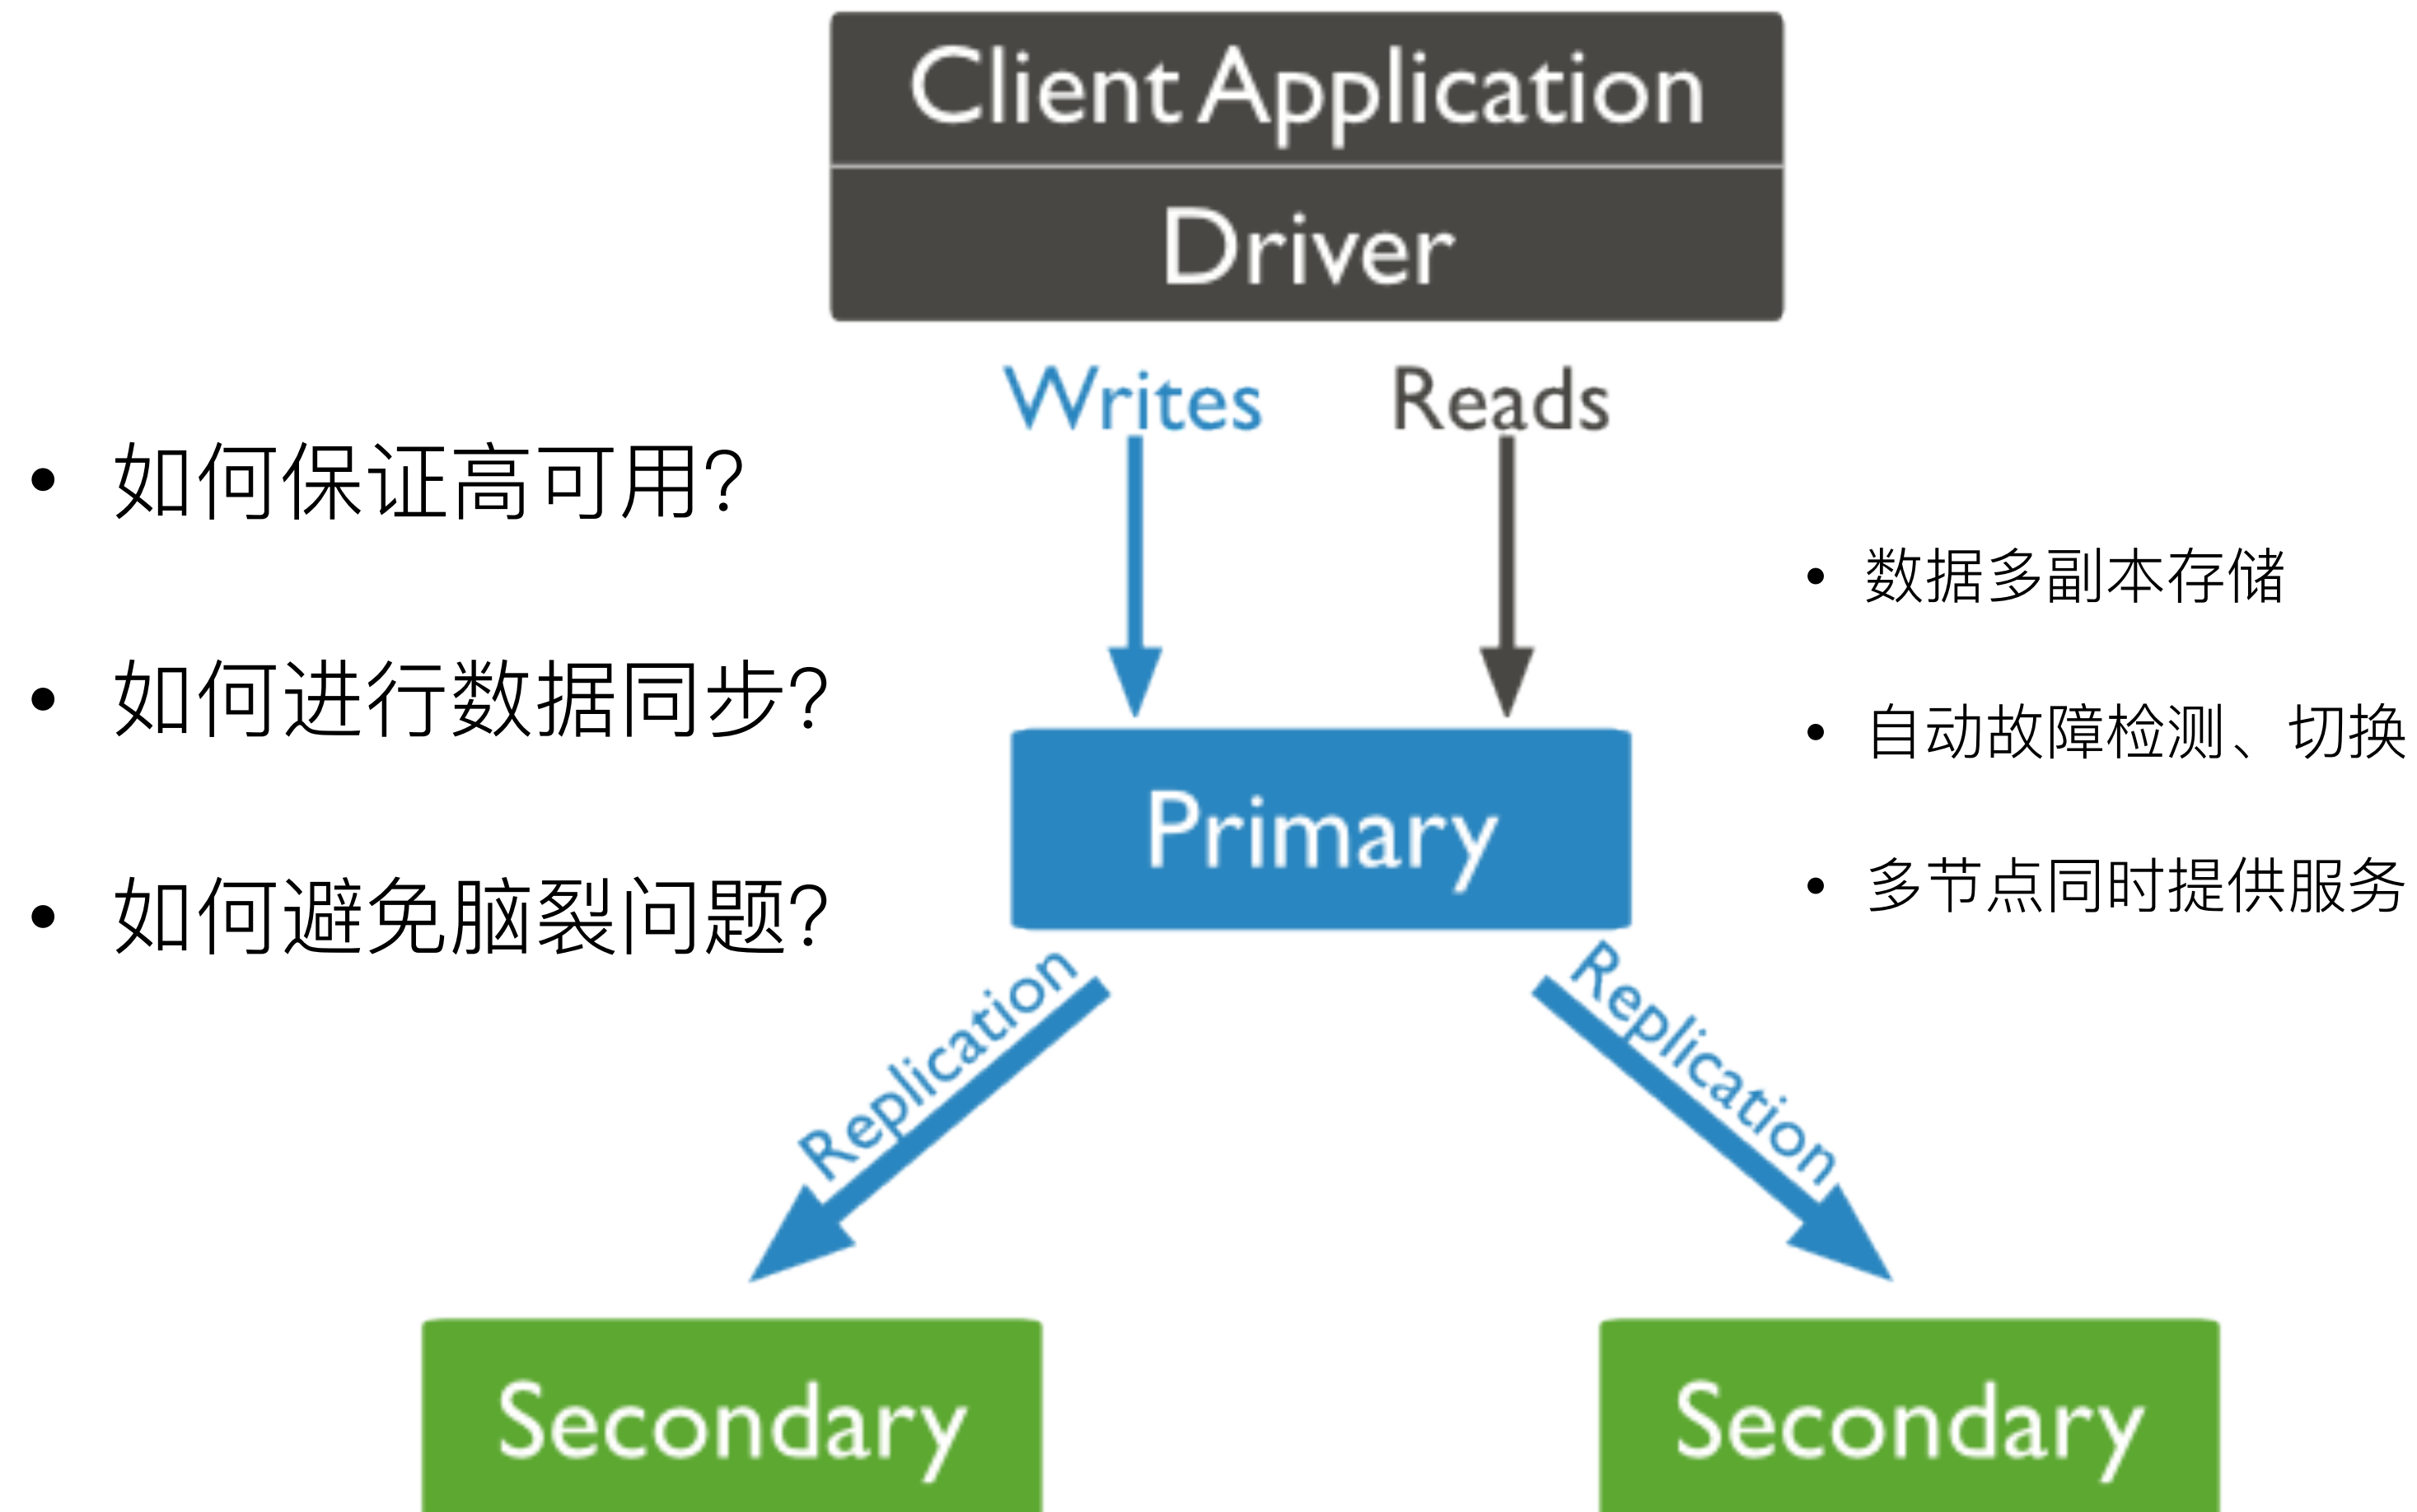 Client Application
Driver
Writes
Reads
• 如何保证高可用？
• 如何进行数据同步？
• 如何避免脑裂问题？
• 数据多副本存储
• 自动故障检测、切换
• 多节点同时提供服务
Primary
Replication
Replication
Secondary
Secondary